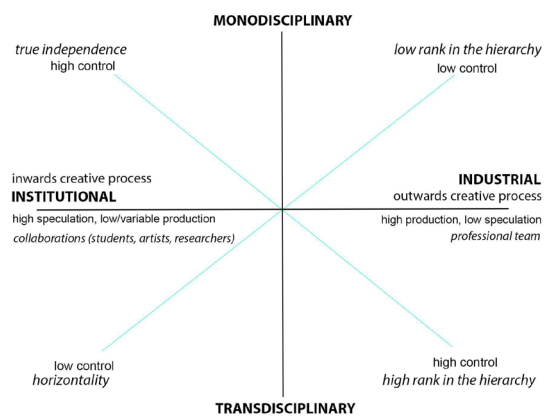 MONODISCIPLINARY
true independence
high control
low rank in the hierarchy
low control
inwards creative process
INSTITUTIONAL
high speculation, low/variable production
collaborations (students, artists, researchers)
INDUSTRIAL
outwards creative process
high production, low speculation
professional team
low control
horizontality
high control
high rank in the hierarchy
TRANSDISCIPLINARY